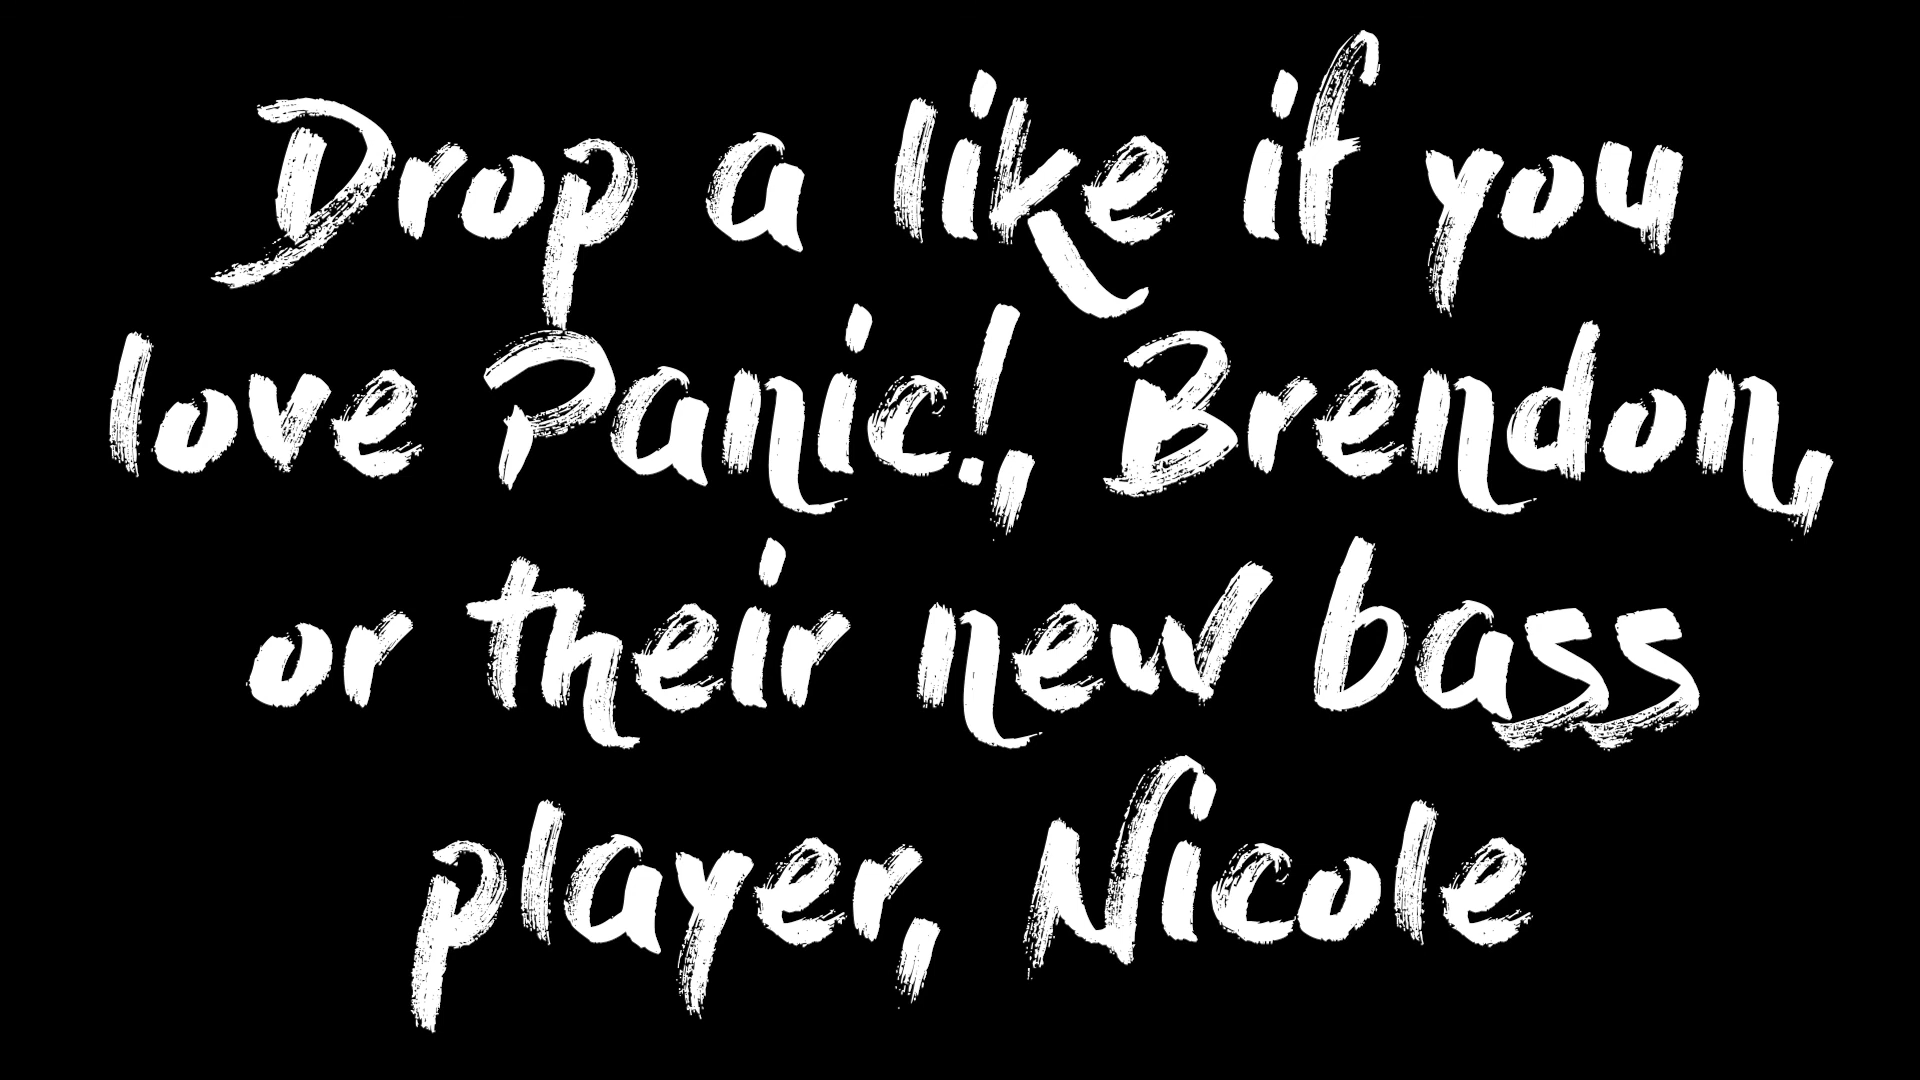 Drop a like if you
love Panic!, Brendon,
or their new bass
player, Nicole